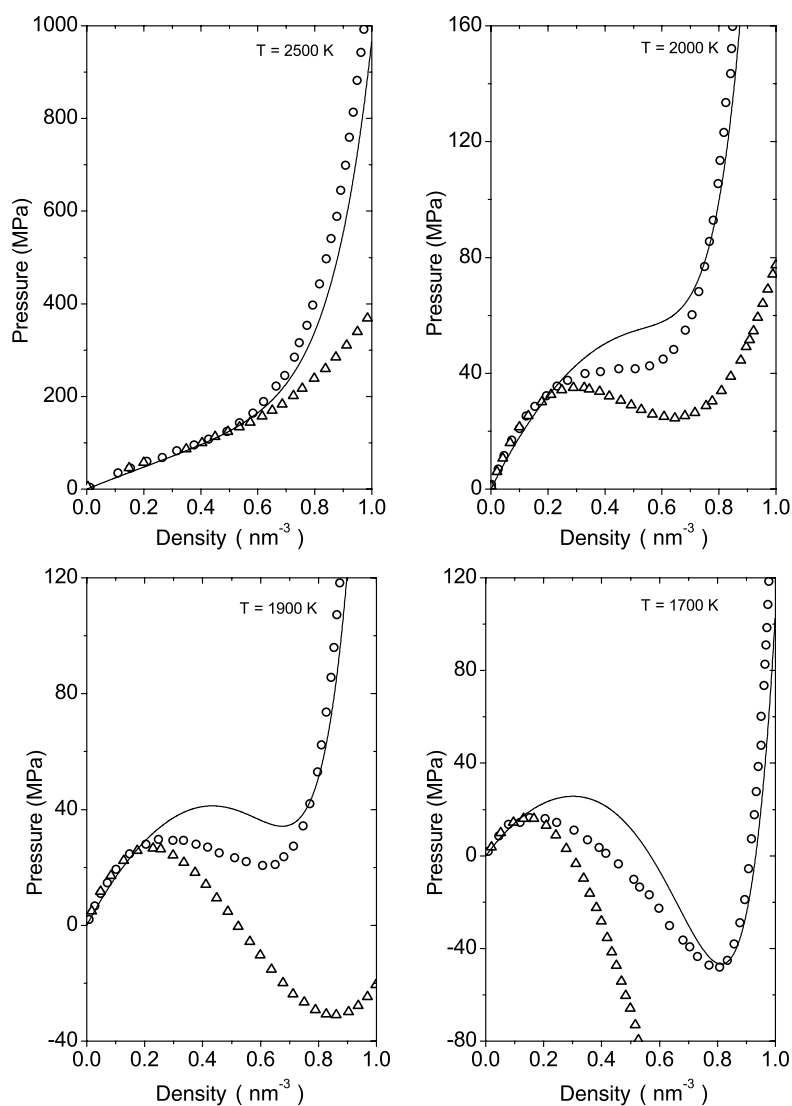 1000
800
600
400
200
0
Pressure (MPa)
T = 2500 K
0.0 0.2 0.4 0.6 0.8 1.0
Density ( nm⁻³ )
160
120
80
40
0
Pressure (MPa)
T = 2000 K
0.0 0.2 0.4 0.6 0.8 1.0
Density ( nm⁻³ )
120
80
40
0
-40
Pressure (MPa)
T = 1900 K
0.0 0.2 0.4 0.6 0.8 1.0
Density ( nm⁻³ )
120
80
40
0
-40
-80
Pressure (MPa)
T = 1700 K
0.0 0.2 0.4 0.6 0.8 1.0
Density ( nm⁻³ )